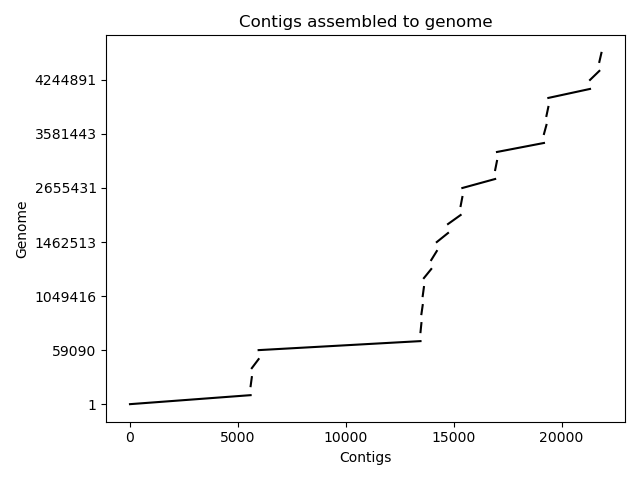 Contigs assembled to genome
Genome
4244891
3581443
2655431
1462513
1049416
59090
1
0 5000 10000 15000 20000
Contigs